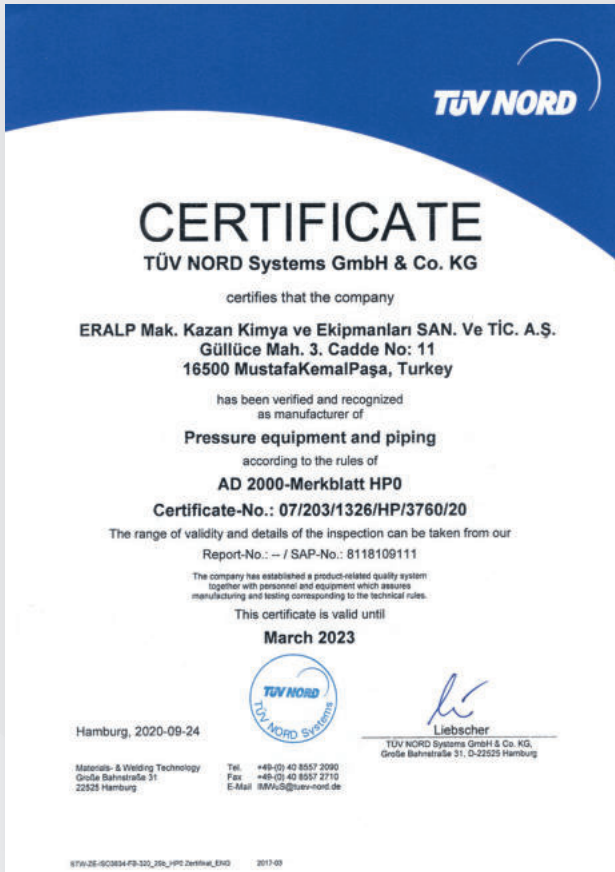 TÜV NORD
CERTIFICATE
TÜV NORD Systems GmbH & Co. KG
certifies that the company
ERALP Mak. Kazan Kimya ve Ekipmanları SAN. Ve TİC. A.Ş.
Güllüce Mah. 3. Cadde No: 11
16500 MustafaKemalPaşa, Turkey
has been verified and recognized
as manufacturer of
Pressure equipment and piping
according to the rules of
AD 2000-Merkblatt HP0
Certificate-No.: 07/203/1326/HP/3760/20
The range of validity and details of the inspection can be taken from our
Report-No.: -- / SAP-No.: 8118109111
The company has established a product-related quality system
together with personnel and equipment which assures
manufacturing and testing corresponding to the technical rules.
This certificate is valid until
March 2023
TÜV NORD
TÜV NORD Systems
Hamburg, 2020-09-24
Liebscher
TÜV NORD Systems GmbH & Co. KG,
Große Bahnstraße 31, D-22525 Hamburg
Materials- & Welding Technology
Große Bahnstraße 31
22525 Hamburg
Tel. +49-(0) 40 8557 2090
Fax +49-(0) 40 8557 2710
E-Mail IMWuS@tuev-nord.de
2017-03